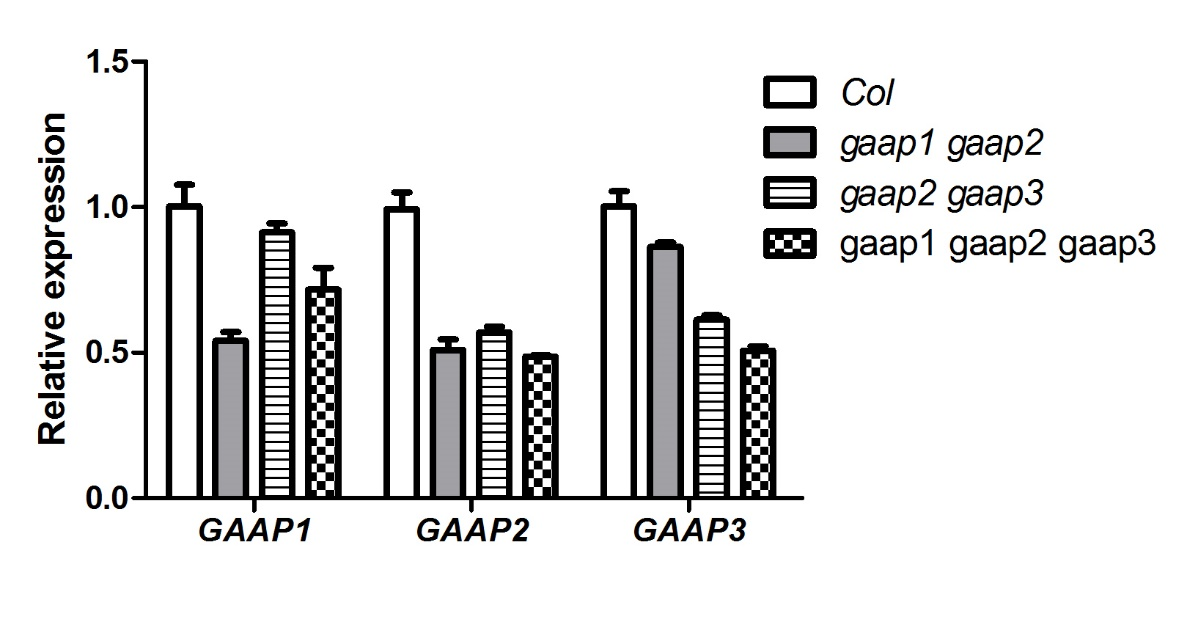 Relative expression
1.5
1.0
0.5
0.0
GAAP1 GAAP2 GAAP3
Col
gaap1 gaap2
gaap2 gaap3
gaap1 gaap2 gaap3